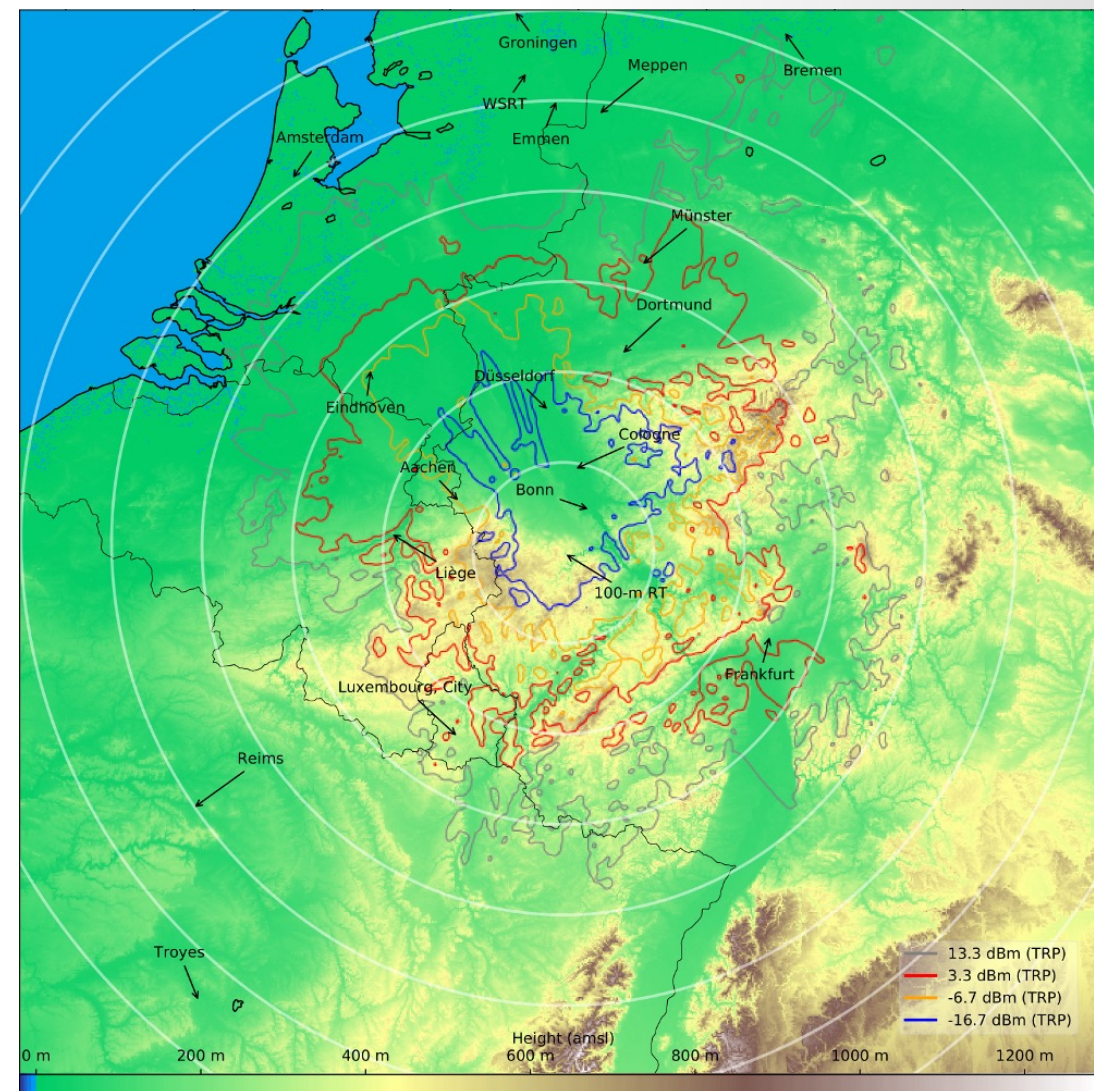 Groningen
Meppen
Bremen
WSRT
Emmen
Amsterdam
Münster
Dortmund
Düsseldorf
Eindhoven
Cologne
Aachen
Bonn
Liège
100-m RT
Frankfurt
Luxembourg, City
Reims
Troyes
13.3 dBm (TRP)
3.3 dBm (TRP)
-6.7 dBm (TRP)
-16.7 dBm (TRP)
Height (amsl)
0 m 200 m 400 m 600 m 800 m 1000 m 1200 m